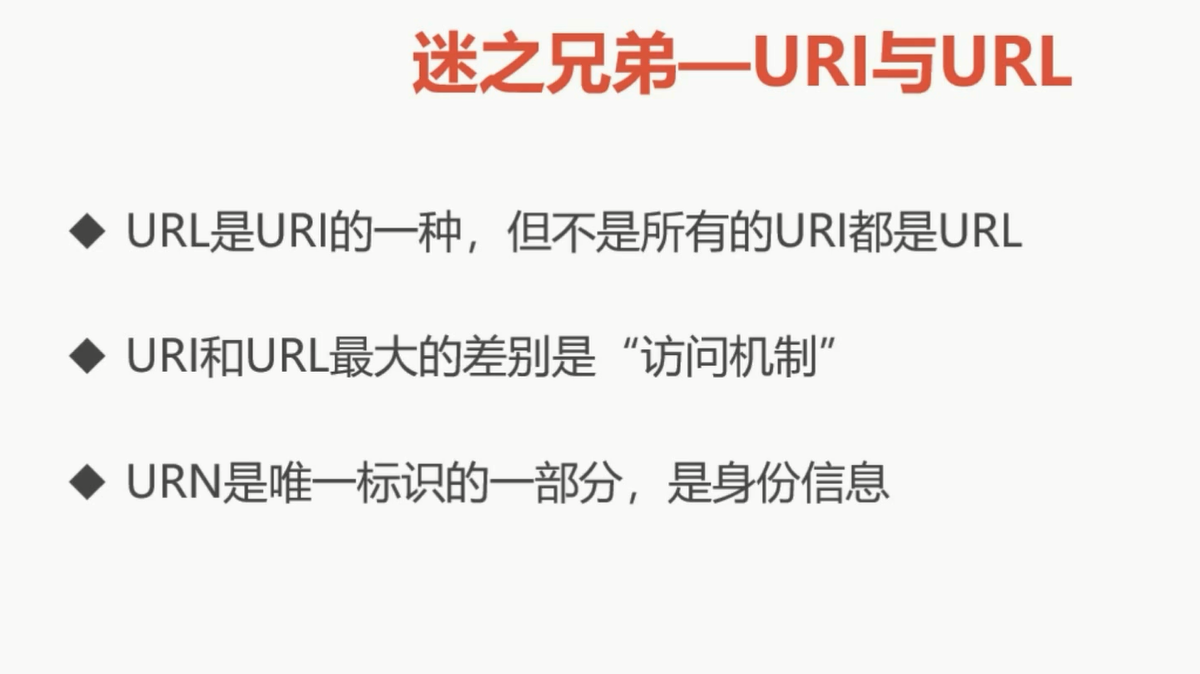 迷之兄弟—URI与URL
◆ URL是URI的一种，但不是所有的URI都是URL
◆ URI和URL最大的差别是“访问机制”
◆ URN是唯一标识的一部分，是身份信息